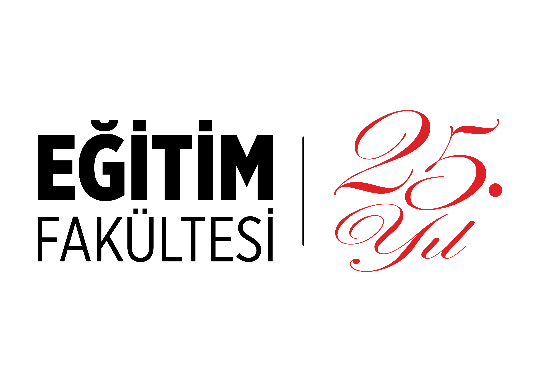 EĞİTİM
FAKÜLTESİ
25.
Yıl